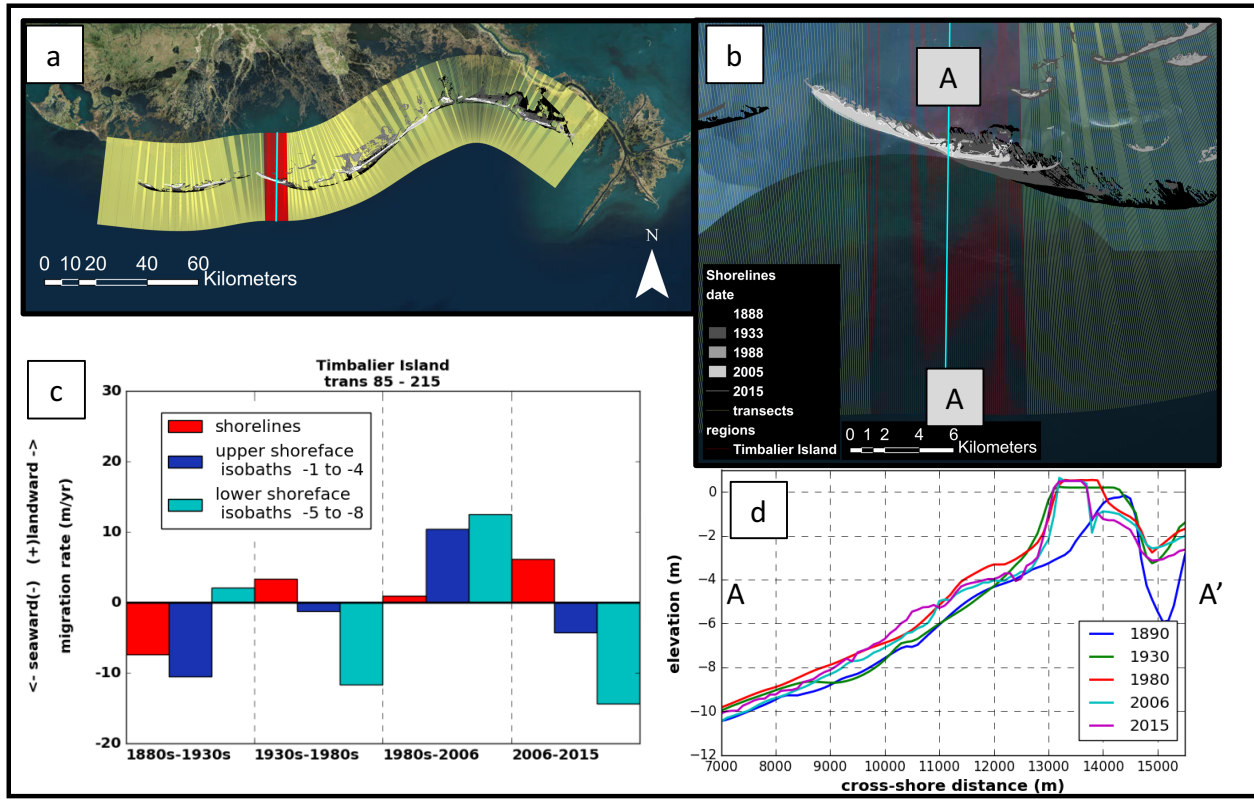 a
N
0 10 20 40 60
Kilometers
b
A
A
Shorelines
date
1888
1933
1988
2005
2015
transects
regions
Timbalier Island
0 1 2 4 6
Kilometers
c
Timbalier Island
trans 85 - 215
<- seaward(-) (+)landward ->
migration rate (m/yr)
30
20
10
0
-10
-20
shorelines
upper shoreface
isobaths -1 to -4
lower shoreface
isobaths -5 to -8
1880s-1930s 1930s-1980s 1980s-2006 2006-2015
d
elevation (m)
0
−2
−4
−6
−8
−10
−12
A
A’
1890
1930
1980
2006
2015
7000 8000 9000 10000 11000 12000 13000 14000 15000
cross-shore distance (m)